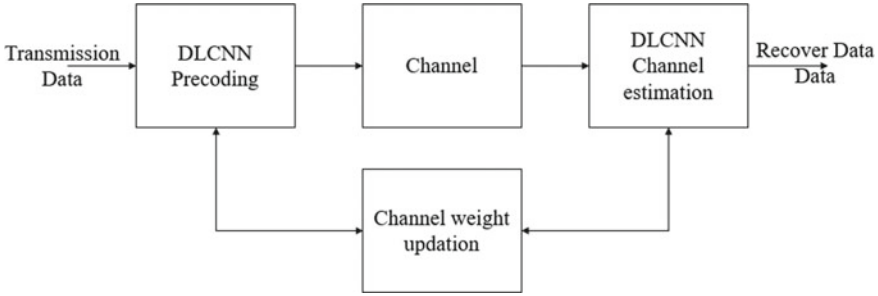 Transmission
Data
DLCNN
Precoding
Channel
DLCNN
Channel
estimation
Recover Data
Data
Channel weight
updation